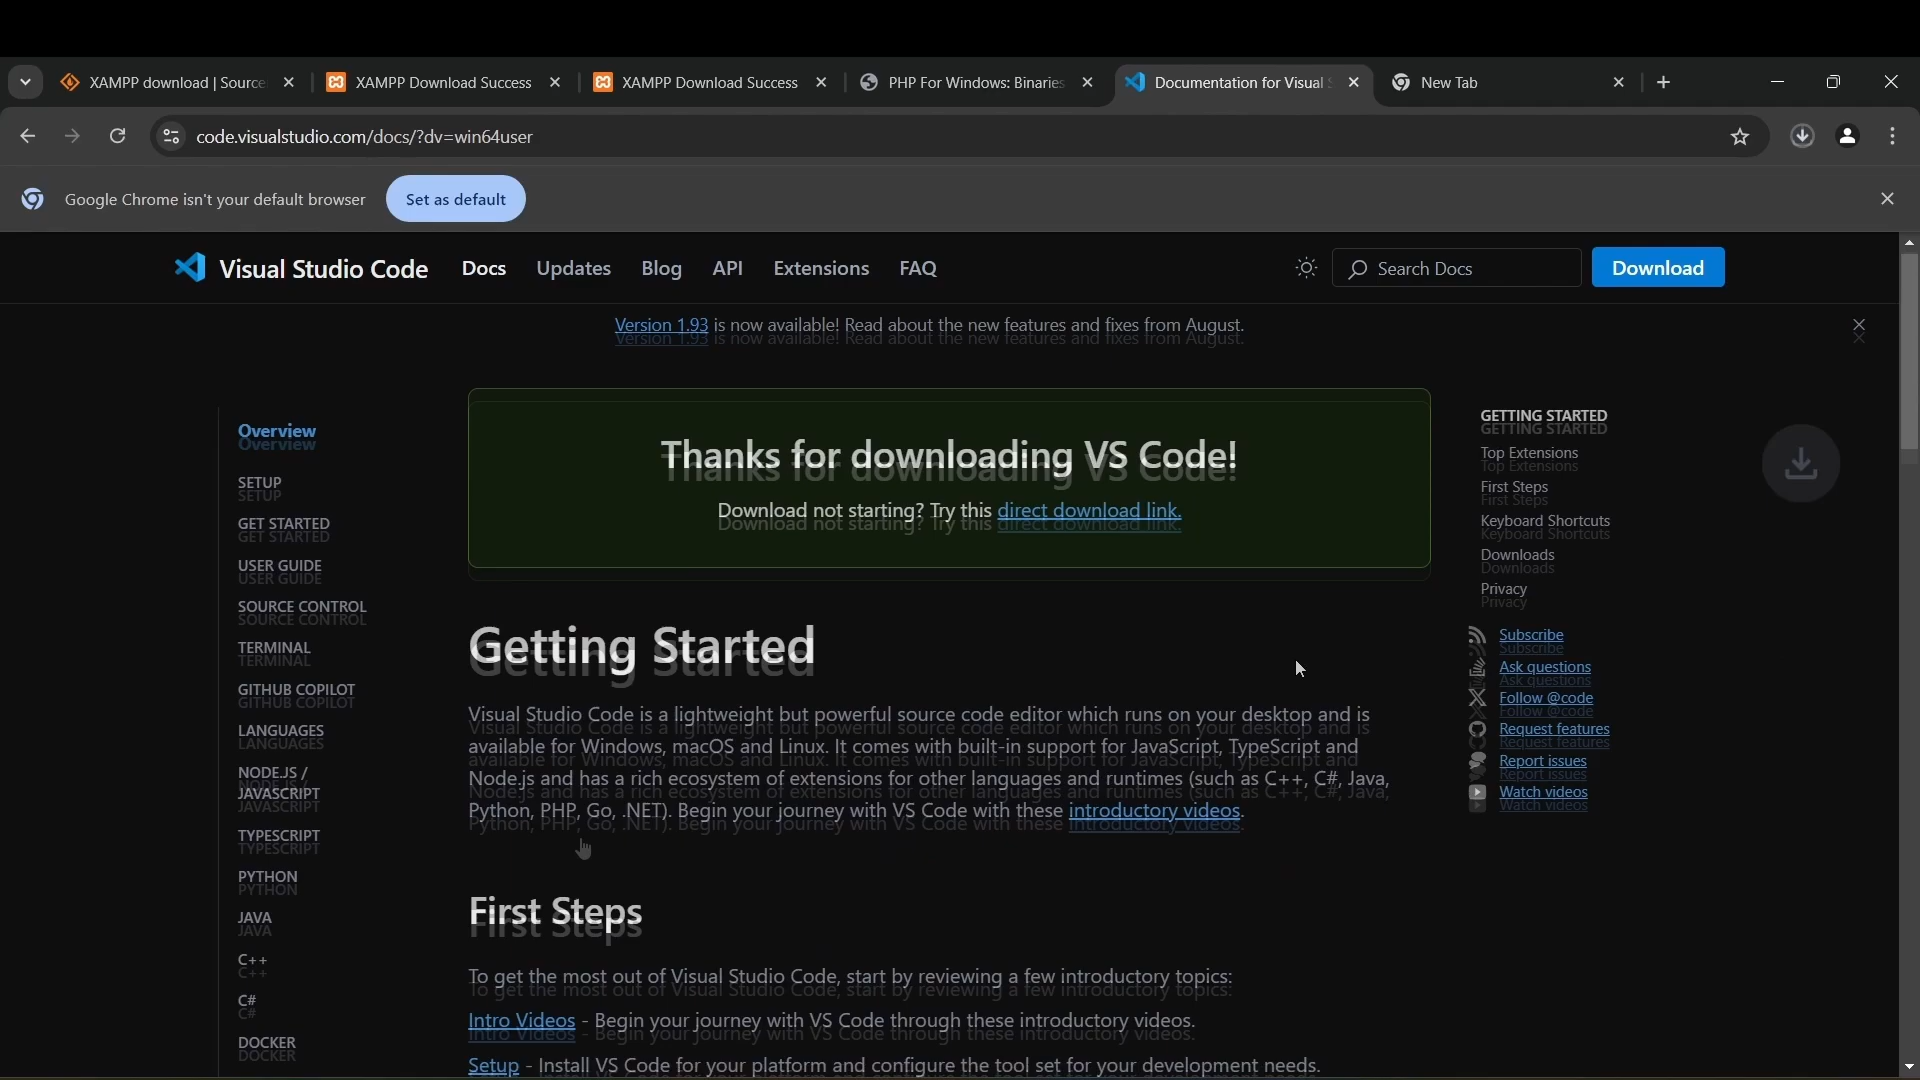 XAMPP download | Source
XAMPP Download Success
XAMPP Download Success
PHP For Windows: Binaries
Documentation for Visual S
New Tab
code.visualstudio.com/docs/?dv=win64user
Google Chrome isn't your default browser
Set as default
Visual Studio Code
Docs
Updates
Blog
API
Extensions
FAQ
Search Docs
Download
Version 1.93 is now available! Read about the new features and fixes from August.
Overview
SETUP
GET STARTED
USER GUIDE
SOURCE CONTROL
TERMINAL
GITHUB COPILOT
LANGUAGES
NODE.JS /
JAVASCRIPT
TYPESCRIPT
PYTHON
JAVA
C++
C#
DOCKER
Thanks for downloading VS Code!
Download not starting? Try this direct download link.
Getting Started
Visual Studio Code is a lightweight but powerful source code editor which runs on your desktop and is
available for Windows, macOS and Linux. It comes with built-in support for JavaScript, TypeScript and
Node.js and has a rich ecosystem of extensions for other languages and runtimes (such as C++, C#, Java,
Python, PHP, Go, .NET). Begin your journey with VS Code with these introductory videos.
First Steps
To get the most out of Visual Studio Code, start by reviewing a few introductory topics:
Intro Videos - Begin your journey with VS Code through these introductory videos.
Setup - Install VS Code for your platform and configure the tool set for your development needs.
GETTING STARTED
Top Extensions
First Steps
Keyboard Shortcuts
Downloads
Privacy
Subscribe
Ask questions
Follow @code
Request features
Report issues
Watch videos